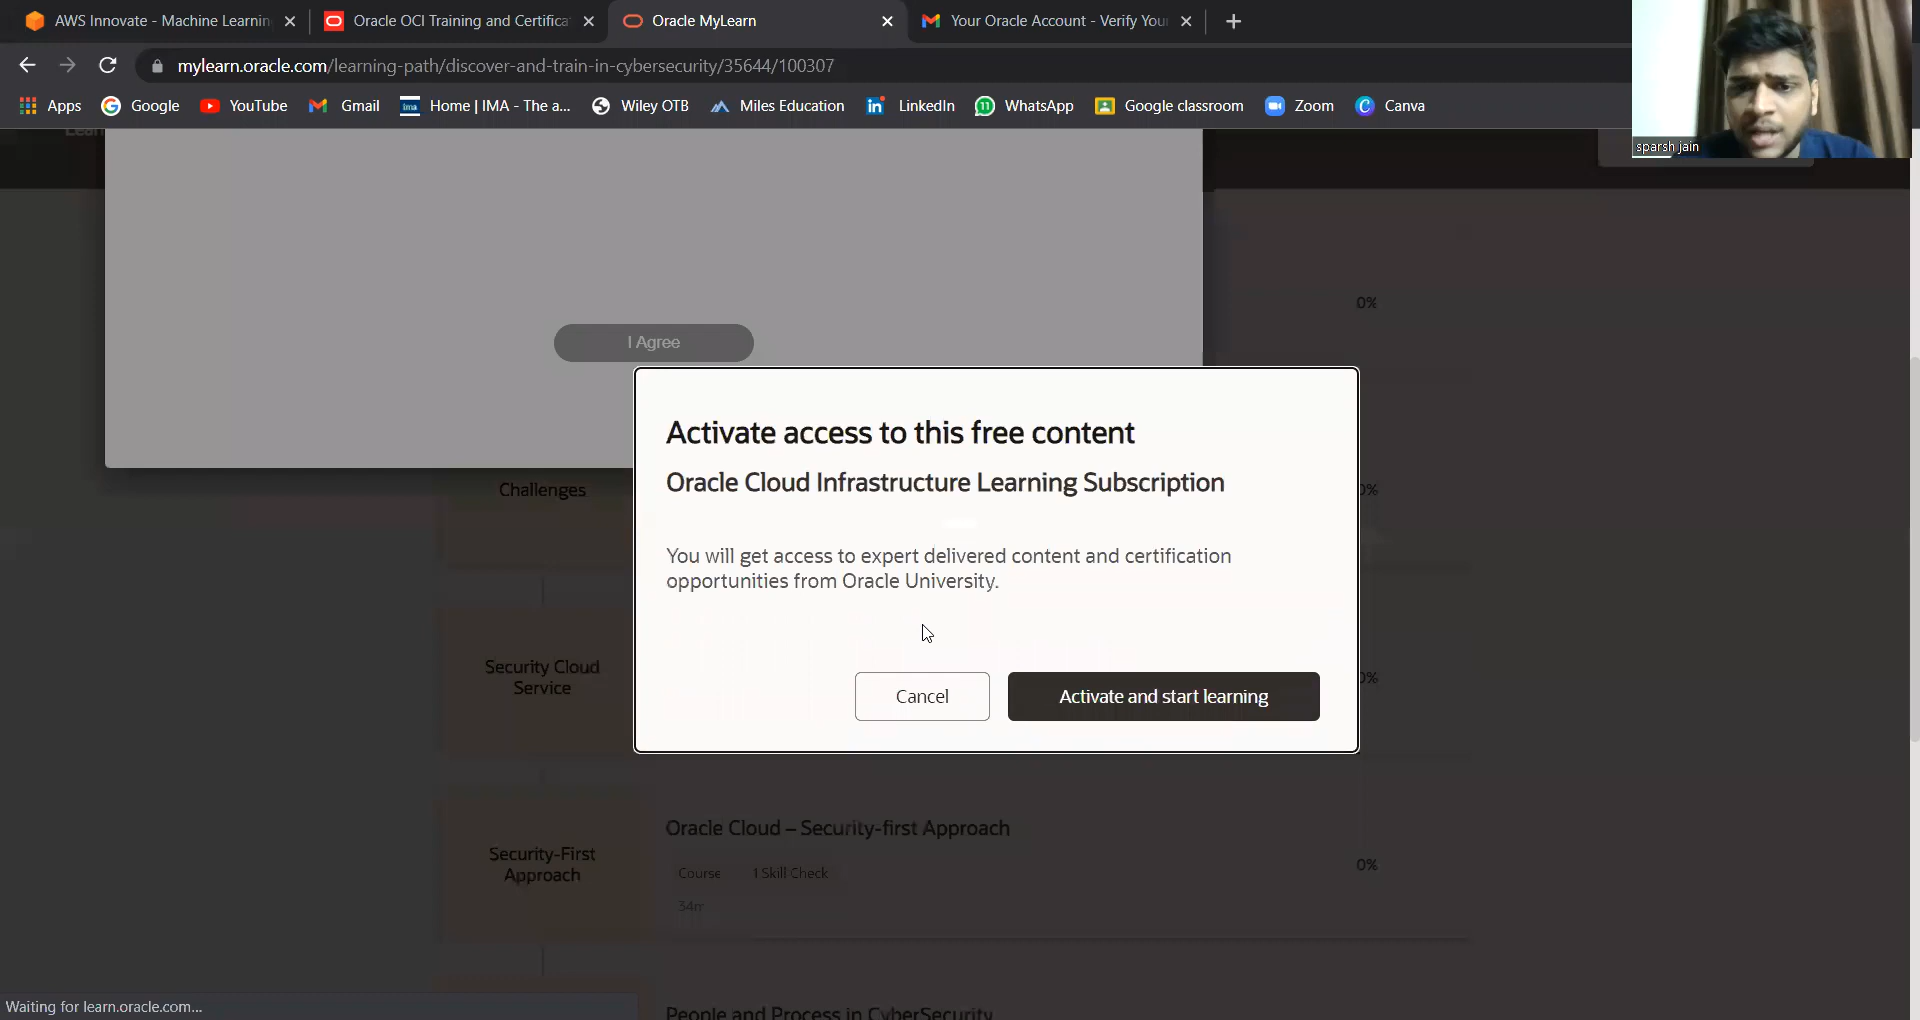 AWS Innovate - Machine Learnin
Oracle OCI Training and Certifica
Oracle MyLearn
Your Oracle Account - Verify You
mylearn.oracle.com/learning-path/discover-and-train-in-cybersecurity/35644/100307
Apps
Google
YouTube
Gmail
Home | IMA - The a...
Wiley OTB
Miles Education
LinkedIn
11
WhatsApp
Google classroom
Zoom
Canva
sparsh jain
Learn
I Agree
0%
Activate access to this free content
Oracle Cloud Infrastructure Learning Subscription
You will get access to expert delivered content and certification
opportunities from Oracle University.
Cancel
Activate and start learning
Challenges
0%
Security Cloud
Service
0%
Security-First
Approach
Oracle Cloud – Security-first Approach
Course
1 Skill Check
34m
0%
People and Process in CyberSecurity
Waiting for learn.oracle.com...